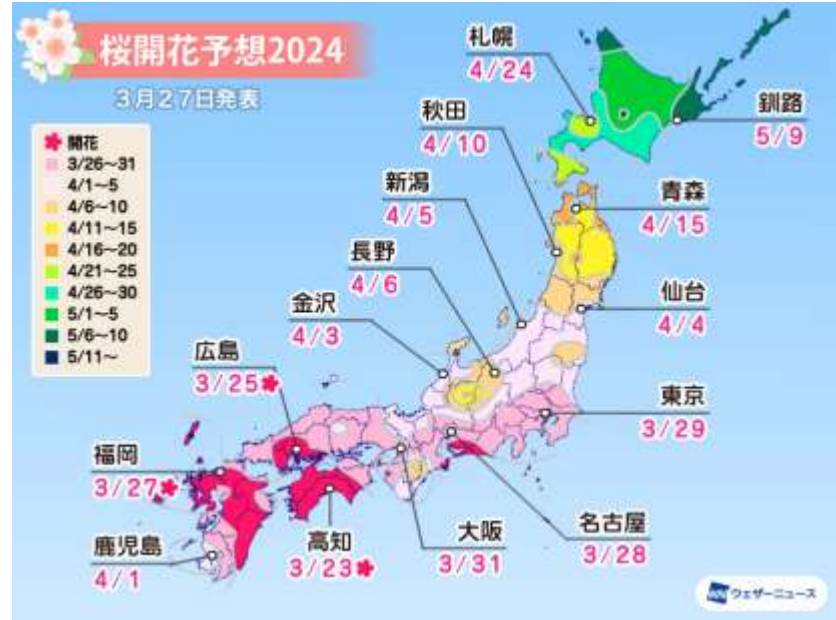 桜開花予想2024
3月27日発表
開花
3/26～31
4/1～5
4/6～10
4/11～15
4/16～20
4/21～25
4/26～30
5/1～5
5/6～10
5/11～
札幌
4/24
釧路
5/9
秋田
4/10
青森
4/15
新潟
4/5
長野
4/6
仙台
4/4
金沢
4/3
広島
3/25
東京
3/29
福岡
3/27
名古屋
3/28
大阪
3/31
高知
3/23
鹿児島
4/1
ウェザーニュース